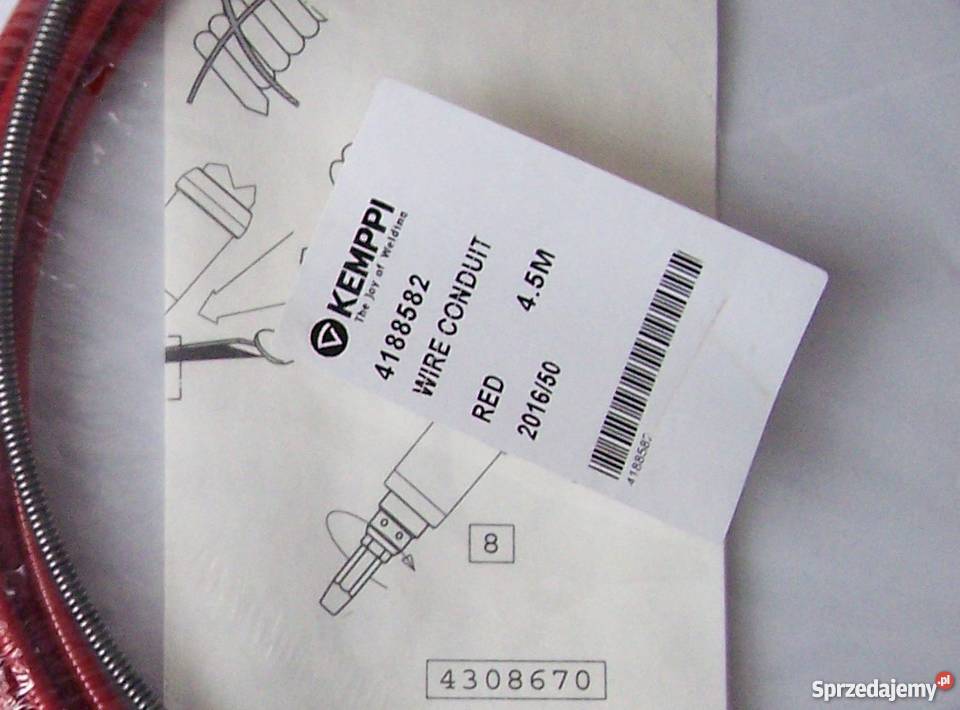 KEMPPI
The Joy of Welding
4188582
WIRE CONDUIT
RED 4.5M
2016/50
4188582
8
4308670
Sprzedajemy.pl